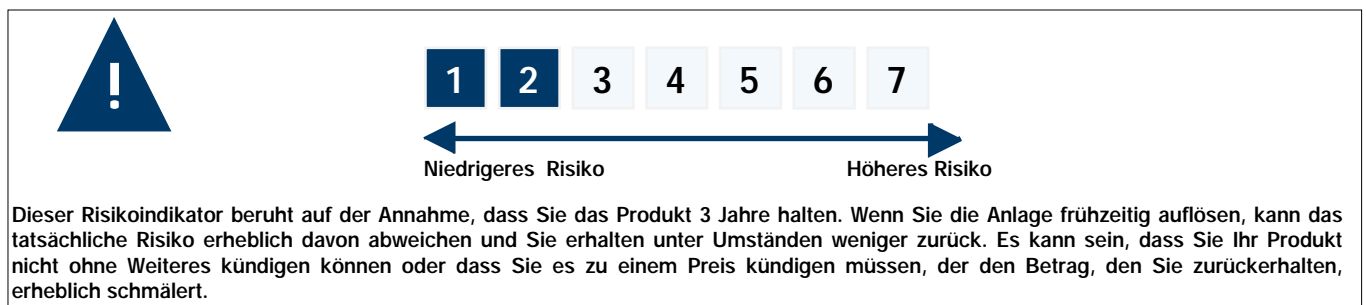 !
1 2 3 4 5 6 7
Niedrigeres Risiko Höheres Risiko
Dieser Risikoindikator beruht auf der Annahme, dass Sie das Produkt 3 Jahre halten. Wenn Sie die Anlage frühzeitig auflösen, kann das
tatsächliche Risiko erheblich davon abweichen und Sie erhalten unter Umständen weniger zurück. Es kann sein, dass Sie Ihr Produkt
nicht ohne Weiteres kündigen können oder dass Sie es zu einem Preis kündigen müssen, der den Betrag, den Sie zurückerhalten,
erheblich schmälert.